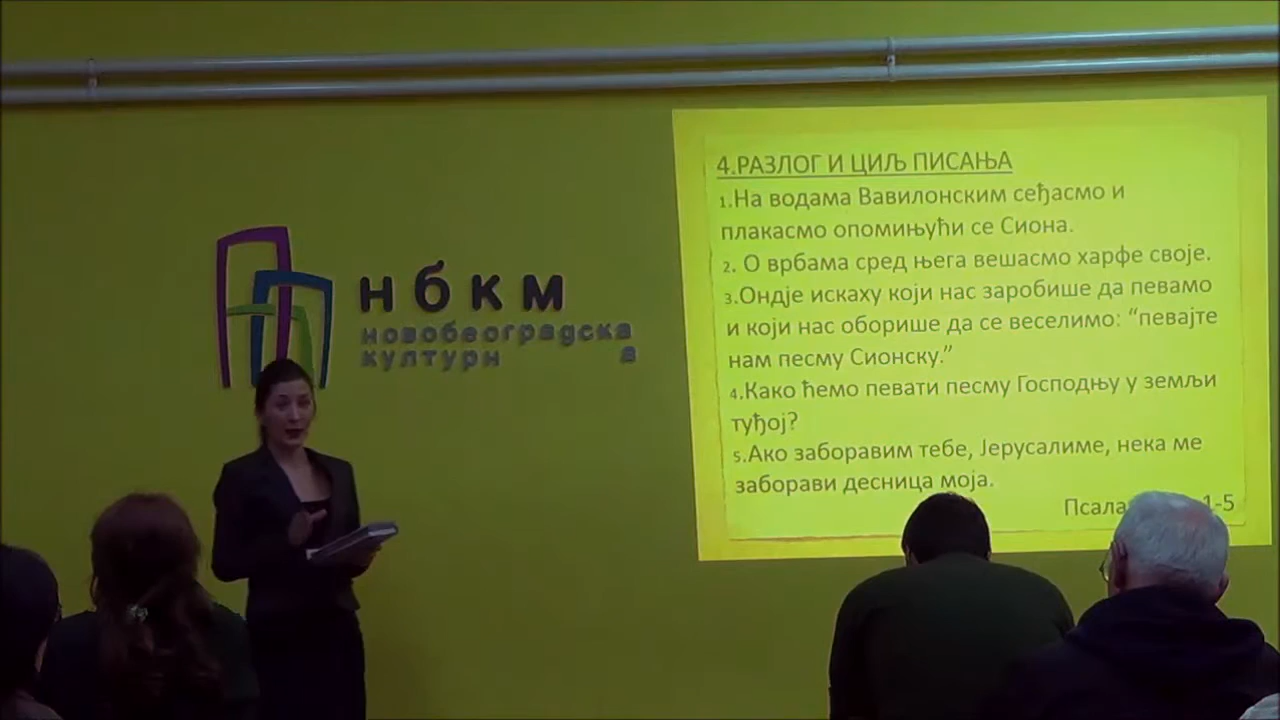 нбкм
новобеоградска
културн а
4.РАЗЛОГ И ЦИЉ ПИСАЊА
1.На водама Вавилонским сеђасмо и
плакасмо опомињући се Сиона.
2. О врбама сред њега вешасмо харфе своје.
3.Ондје искаху који нас заробише да певамо
и који нас оборише да се веселимо: “певајте
нам песму Сионску.”
4.Како ћемо певати песму Господњу у земљи
туђој?
5.Ако заборавим тебе, Јерусалиме, нека ме
заборави десница моја.
1-5